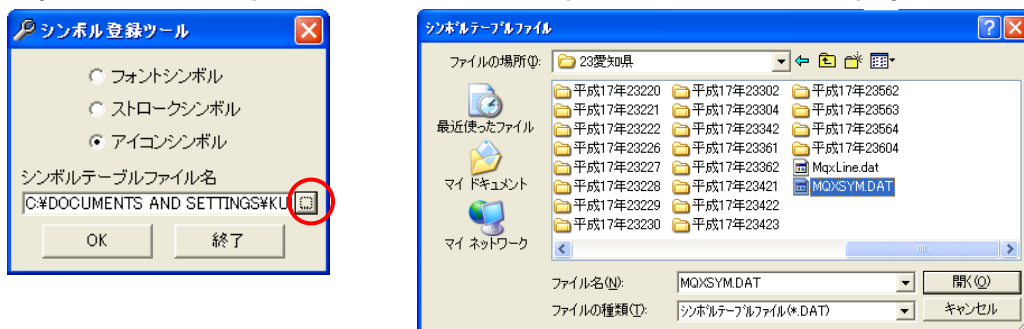 シンボル登録ツール
フォントシンボル
ストロークシンボル
アイコンシンボル
シンボルテーブルファイル名
C:¥DOCUMENTS AND SETTINGS¥KU
OK 終了
シンボルテーブルファイル
ファイルの場所(I): 23愛知県
最近使ったファイル
マイ ドキュメント
マイ ネットワーク
平成17年23220 平成17年23302 平成17年23562
平成17年23221 平成17年23304 平成17年23563
平成17年23222 平成17年23342 平成17年23564
平成17年23226 平成17年23361 平成17年23604
平成17年23227 平成17年23362 MqxLine.dat
平成17年23228 平成17年23421 MQXSYM.DAT
平成17年23229 平成17年23422
平成17年23230 平成17年23423
ファイル名(N): MQXSYM.DAT 開く(O)
ファイルの種類(T): シンボルテーブルファイル(*.DAT) キャンセル